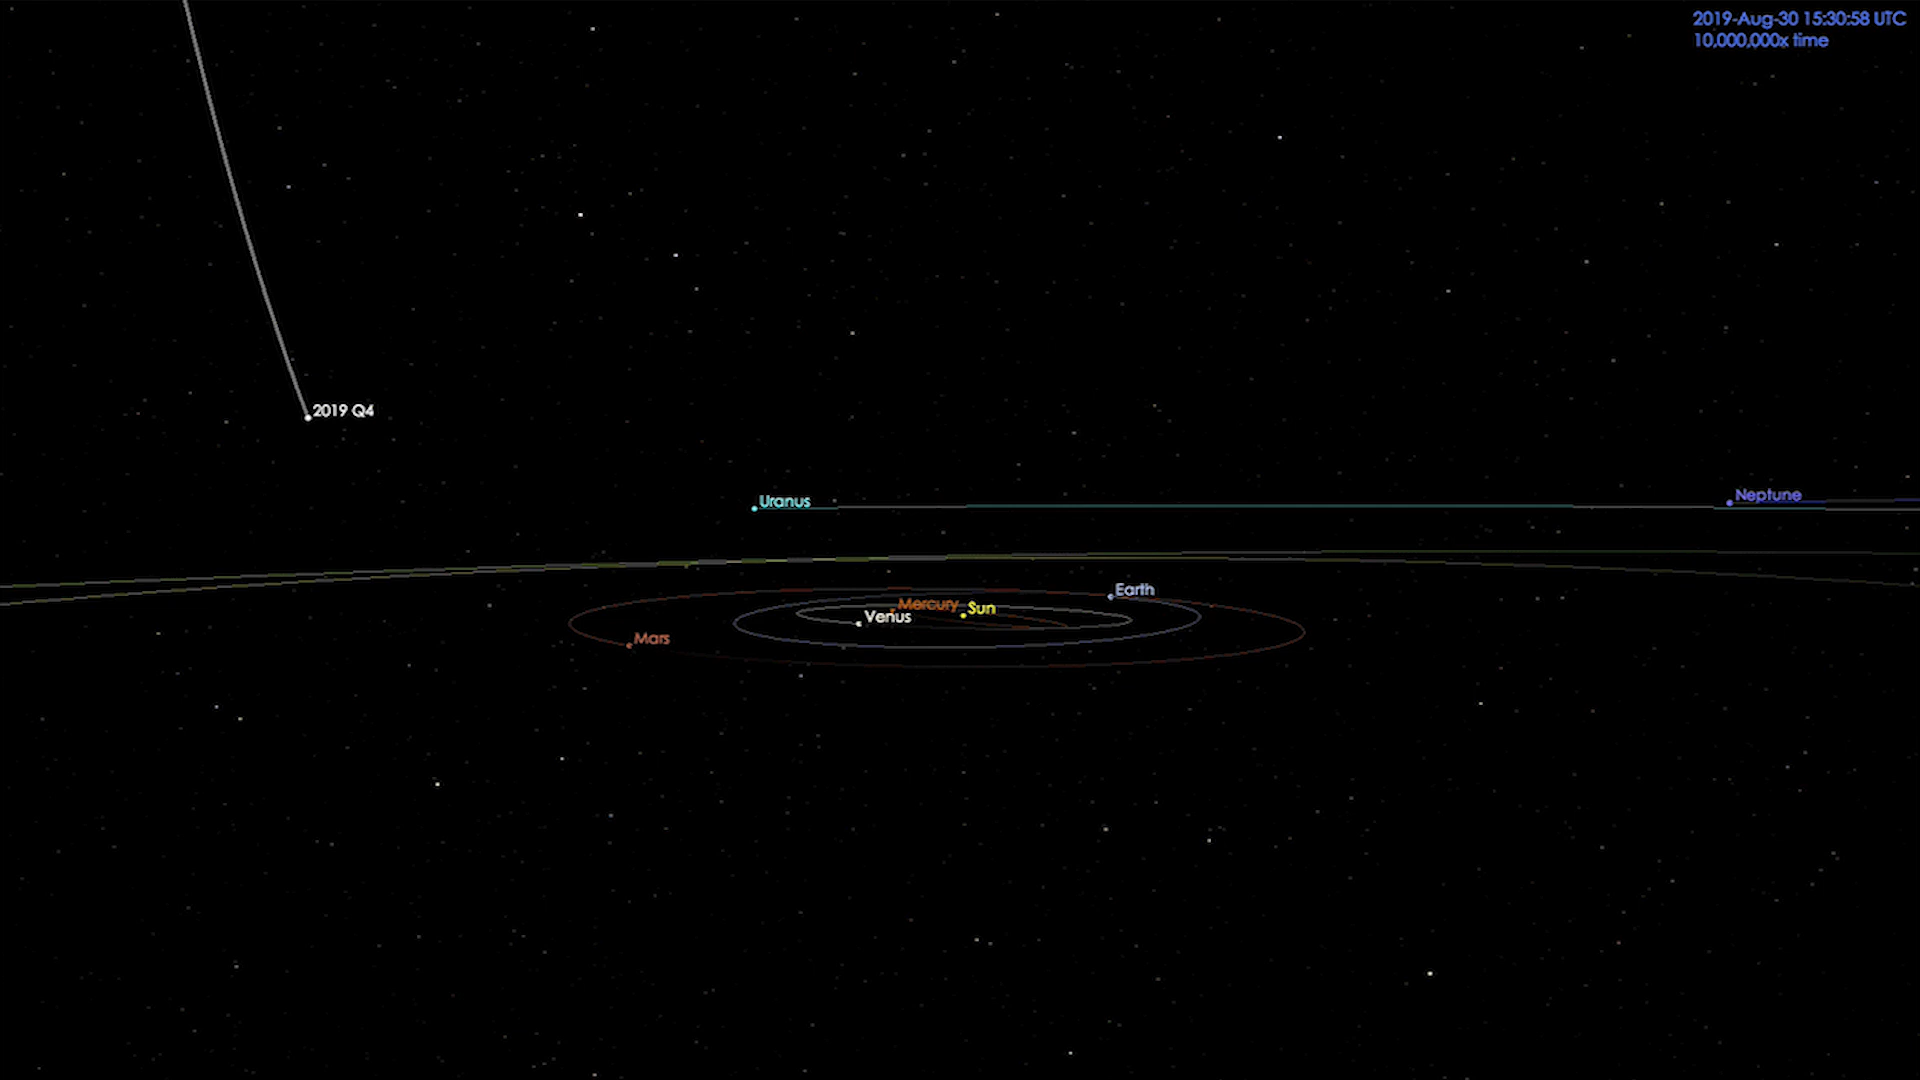 2019-Aug-30 15:30:58 UTC
10,000,000x time
2019 Q4
Uranus
Neptune
Earth
Mercury
Sun
Venus
Mars